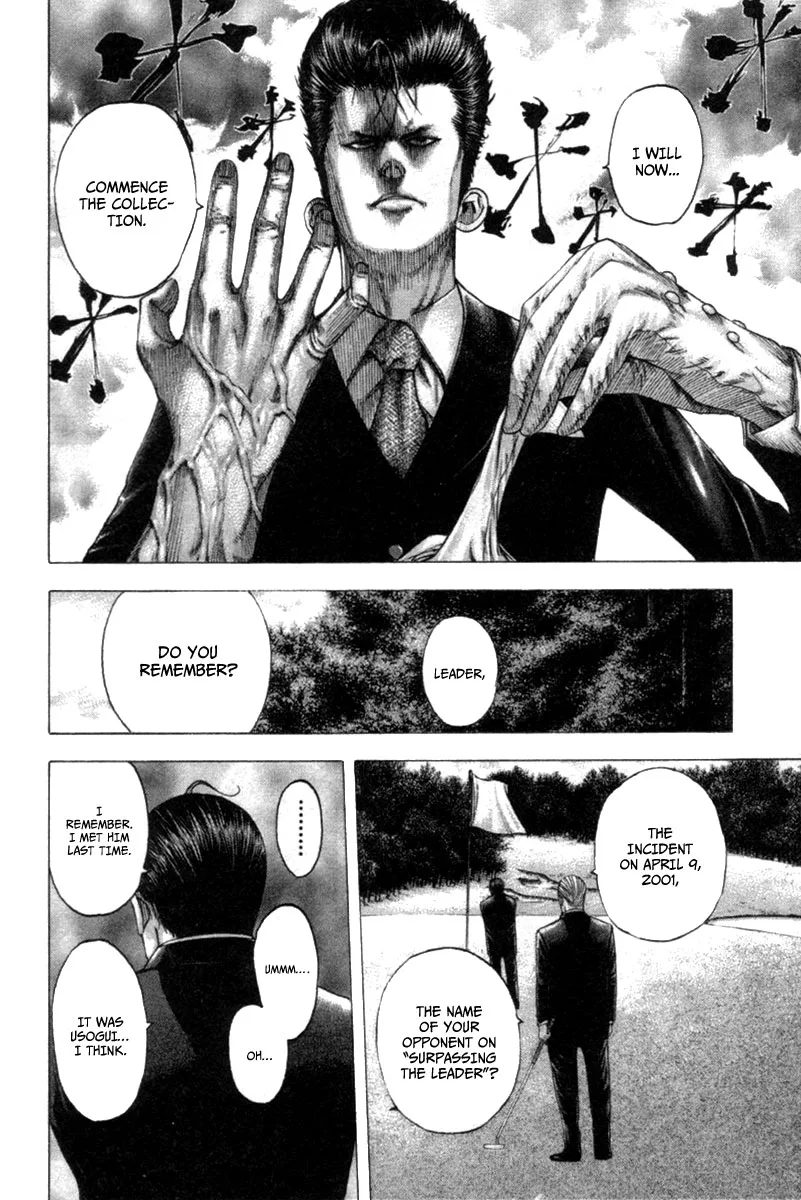 I WILL
NOW...
COMMENCE
THE COLLEC-
TION.
LEADER,
DO YOU
REMEMBER?
THE
INCIDENT
ON APRIL 9,
2001,
THE NAME
OF YOUR
OPPONENT ON
"SURPASSING
THE LEADER"?
.........
I
REMEMBER.
I MET HIM
LAST TIME.
UMMM....
OH...
IT WAS
USOGUI...
I THINK.